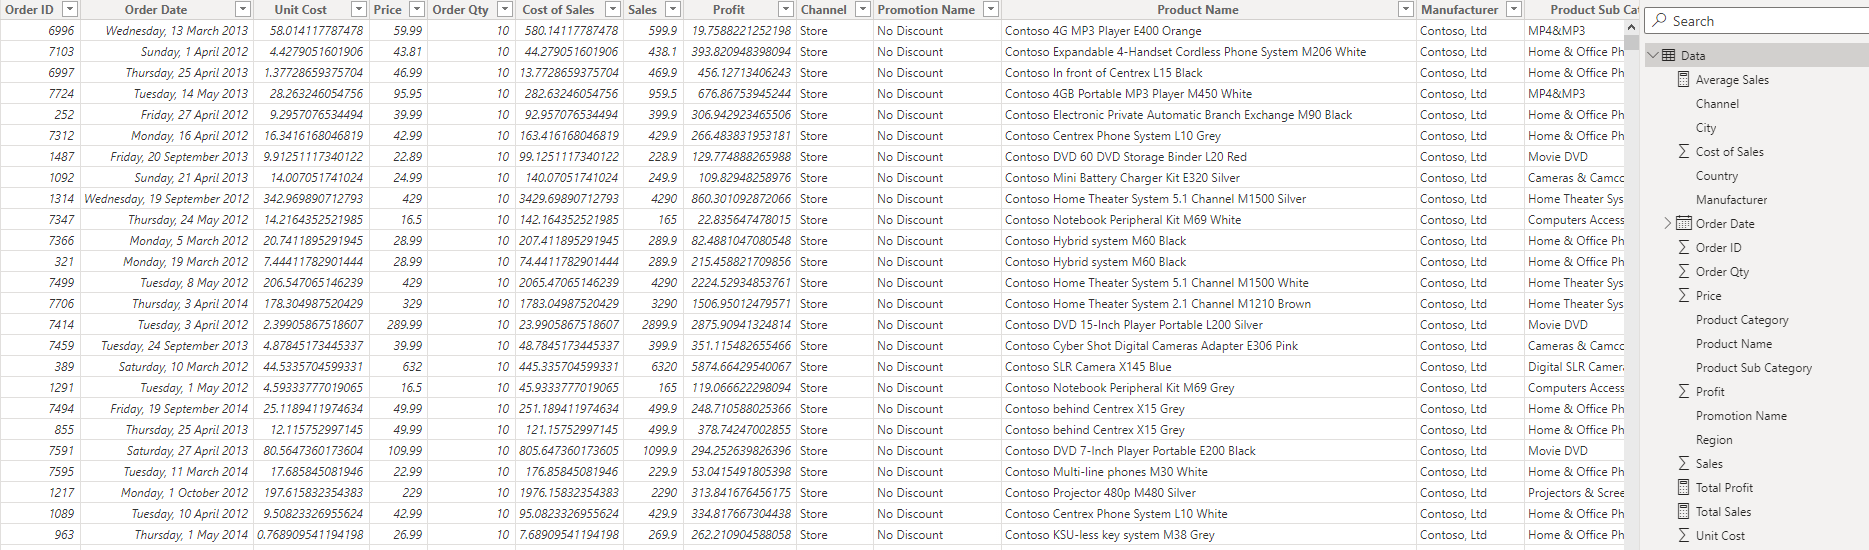 Order ID Order Date Unit Cost Price Order Qty Cost of Sales Sales Profit Channel Promotion Name Product Name Manufacturer Product Sub Cat
6996 Wednesday, 13 March 2013 58.014117787478 59.99 10 580.14117787478 599.9 19.7588221252198 Store No Discount Contoso 4G MP3 Player E400 Orange Contoso, Ltd MP4&MP3
7103 Sunday, 1 April 2012 4.4279051601906 43.81 10 44.279051601906 438.1 393.820948398094 Store No Discount Contoso Expandable 4-Handset Cordless Phone System M206 White Contoso, Ltd Home & Office Ph
6997 Thursday, 25 April 2013 1.37728659375704 46.99 10 13.7728659375704 469.9 456.12713406243 Store No Discount Contoso In front of Centrex L15 Black Contoso, Ltd Home & Office Ph
7724 Tuesday, 14 May 2013 28.263246054756 95.95 10 282.63246054756 959.5 676.86753945244 Store No Discount Contoso 4GB Portable MP3 Player M450 White Contoso, Ltd MP4&MP3
252 Friday, 27 April 2012 9.2957076534494 39.99 10 92.957076534494 399.9 306.942923465506 Store No Discount Contoso Electronic Private Automatic Branch Exchange M90 Black Contoso, Ltd Home & Office Ph
7312 Monday, 16 April 2012 16.3416168046819 42.99 10 163.416168046819 429.9 266.483831953181 Store No Discount Contoso Centrex Phone System L10 Grey Contoso, Ltd Home & Office Ph
1487 Friday, 20 September 2013 9.91251117340122 22.89 10 99.1251117340122 228.9 129.774888265988 Store No Discount Contoso DVD 60 DVD Storage Binder L20 Red Contoso, Ltd Movie DVD
1092 Sunday, 21 April 2013 14.007051741024 24.99 10 140.07051741024 249.9 109.82948258976 Store No Discount Contoso Mini Battery Charger Kit E320 Silver Contoso, Ltd Cameras & Camco
1314 Wednesday, 19 September 2012 342.969890712793 429 10 3429.69890712793 4290 860.301092872066 Store No Discount Contoso Home Theater System 5.1 Channel M1500 Silver Contoso, Ltd Home Theater Sys
7347 Thursday, 24 May 2012 14.2164352521985 16.5 10 142.164352521985 165 22.835647478015 Store No Discount Contoso Notebook Peripheral Kit M69 White Contoso, Ltd Computers Access
7366 Monday, 5 March 2012 20.7411895291945 28.99 10 207.411895291945 289.9 82.4881047080548 Store No Discount Contoso Hybrid system M60 Black Contoso, Ltd Home & Office Ph
321 Monday, 19 March 2012 7.44411782901444 28.99 10 74.4411782901444 289.9 215.458821709856 Store No Discount Contoso Hybrid system M60 Black Contoso, Ltd Home & Office Ph
7499 Tuesday, 8 May 2012 206.547065146239 429 10 2065.47065146239 4290 2224.52934853761 Store No Discount Contoso Home Theater System 5.1 Channel M1500 White Contoso, Ltd Home Theater Sys
7706 Thursday, 3 April 2014 178.304987520429 329 10 1783.04987520429 3290 1506.95012479571 Store No Discount Contoso Home Theater System 2.1 Channel M1210 Brown Contoso, Ltd Home Theater Sys
7414 Tuesday, 3 April 2012 2.39905867518607 289.99 10 23.9905867518607 2899.9 2875.90941324814 Store No Discount Contoso DVD 15-Inch Player Portable L200 Silver Contoso, Ltd Movie DVD
7459 Tuesday, 24 September 2013 4.87845173445337 39.99 10 48.7845173445337 399.9 351.115482655466 Store No Discount Contoso Cyber Shot Digital Cameras Adapter E306 Pink Contoso, Ltd Cameras & Camco
389 Saturday, 10 March 2012 44.5335704599331 632 10 445.335704599331 6320 5874.66429540067 Store No Discount Contoso SLR Camera X145 Blue Contoso, Ltd Digital SLR Camer
1291 Tuesday, 1 May 2012 4.59333777019065 16.5 10 45.9333777019065 165 119.066622298094 Store No Discount Contoso Notebook Peripheral Kit M69 Grey Contoso, Ltd Computers Access
7494 Friday, 19 September 2014 25.1189411974634 49.99 10 251.189411974634 499.9 248.710588025366 Store No Discount Contoso behind Centrex X15 Grey Contoso, Ltd Home & Office Ph
855 Thursday, 25 April 2013 12.115752997145 49.99 10 121.15752997145 499.9 378.74247002855 Store No Discount Contoso behind Centrex X15 Grey Contoso, Ltd Home & Office Ph
7591 Saturday, 27 April 2013 80.5647360173604 109.99 10 805.647360173605 1099.9 294.252639826396 Store No Discount Contoso DVD 7-Inch Player Portable E200 Black Contoso, Ltd Movie DVD
7595 Tuesday, 11 March 2014 17.685845081946 22.99 10 176.85845081946 229.9 53.0415491805398 Store No Discount Contoso Multi-line phones M30 White Contoso, Ltd Home & Office Ph
1217 Monday, 1 October 2012 197.615832354383 229 10 1976.15832354383 2290 313.841676456175 Store No Discount Contoso Projector 480p M480 Silver Contoso, Ltd Projectors & Scree
1089 Tuesday, 10 April 2012 9.50823326955624 42.99 10 95.0823326955624 429.9 334.817667304438 Store No Discount Contoso Centrex Phone System L10 White Contoso, Ltd Home & Office Ph
963 Thursday, 1 May 2014 0.768909541194198 26.99 10 7.68909541194198 269.9 262.210904588058 Store No Discount Contoso KSU-less key system M38 Grey Contoso, Ltd Home & Office Ph
Search
Data
Average Sales
Channel
City
Cost of Sales
Country
Manufacturer
Order Date
Order ID
Order Qty
Price
Product Category
Product Name
Product Sub Category
Profit
Promotion Name
Region
Sales
Total Profit
Total Sales
Unit Cost